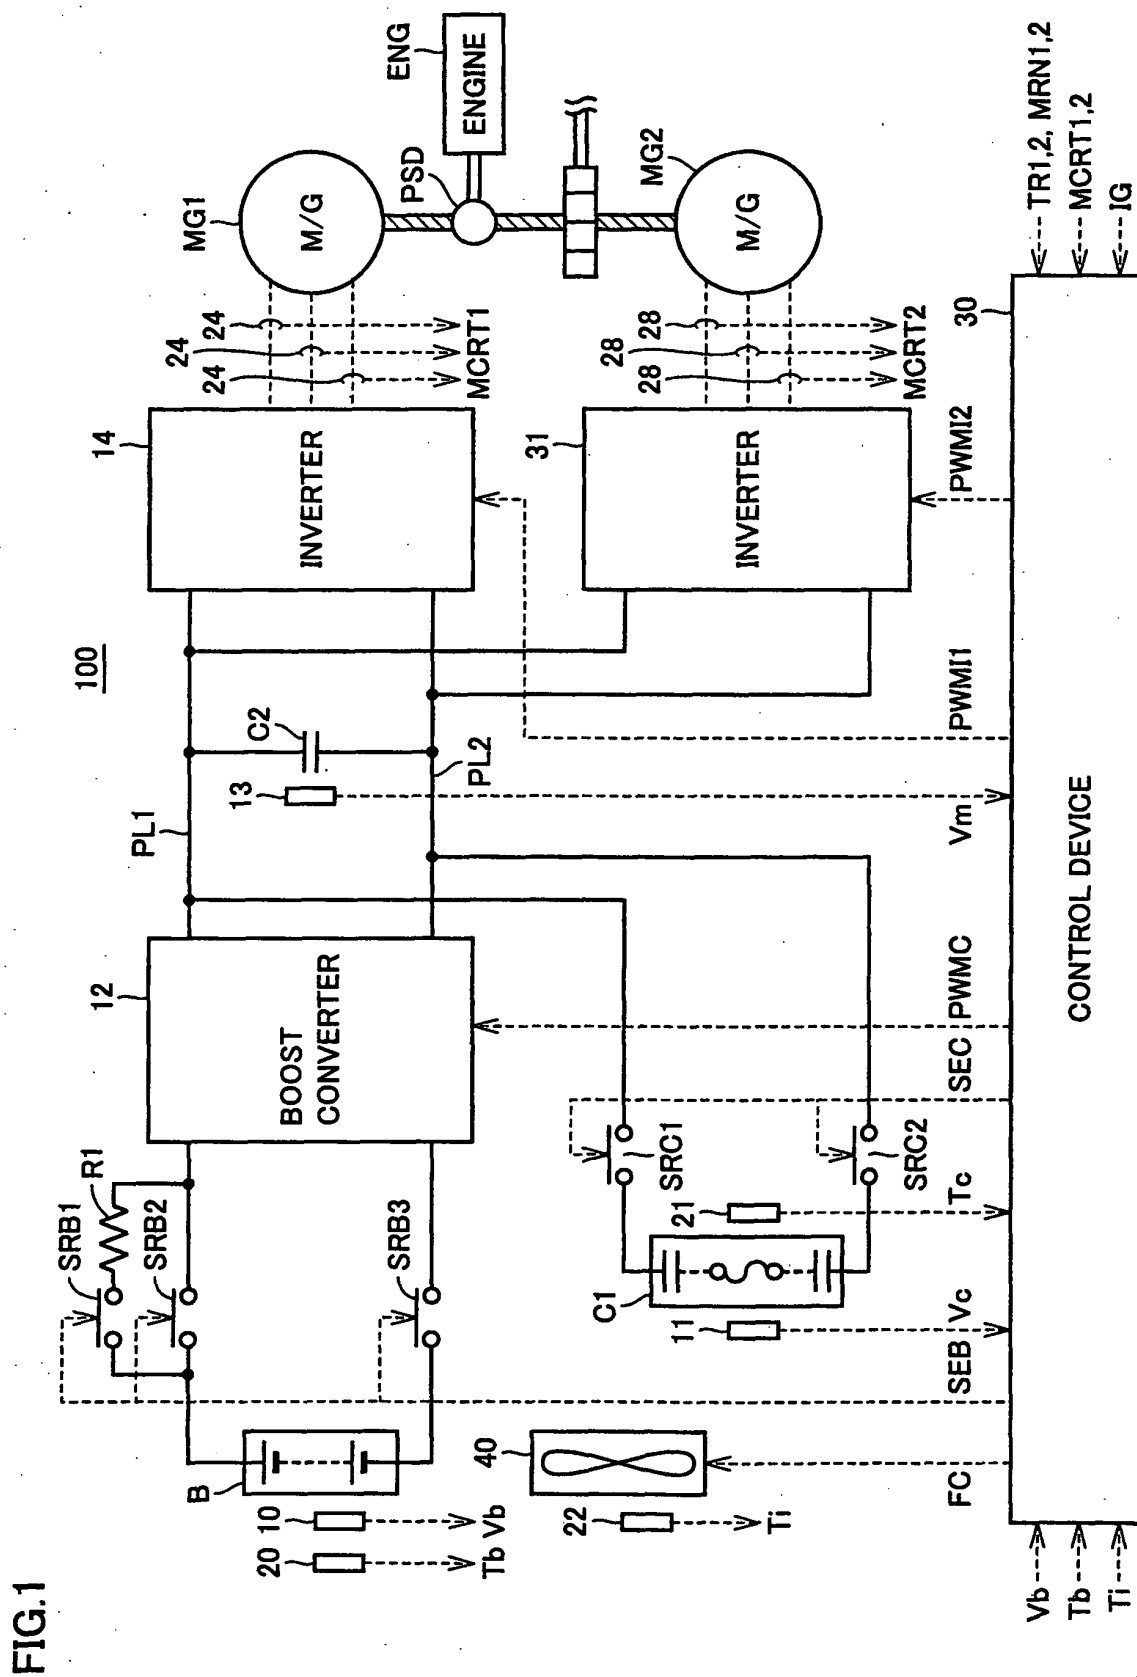 FIG.1
100
PL1
PL2
C2
13
R1
SRB1
SRB2
SRB3
B
10
20
Vb
Tb
12
BOOST
CONVERTER
14
INVERTER
24
24
24
MCRT1
MG1
M/G
PSD
ENG
ENGINE
MG2
M/G
31
INVERTER
28
28
28
MCRT2
SRC1
SRC2
C1
11
21
40
22
Ti
FC
SEB
Vc
Tc
SEC
PWMC
Vm
PWMI1
PWMI2
30
CONTROL DEVICE
Vb
Tb
Ti
TR1,2, MRN1,2
MCRT1,2
IG